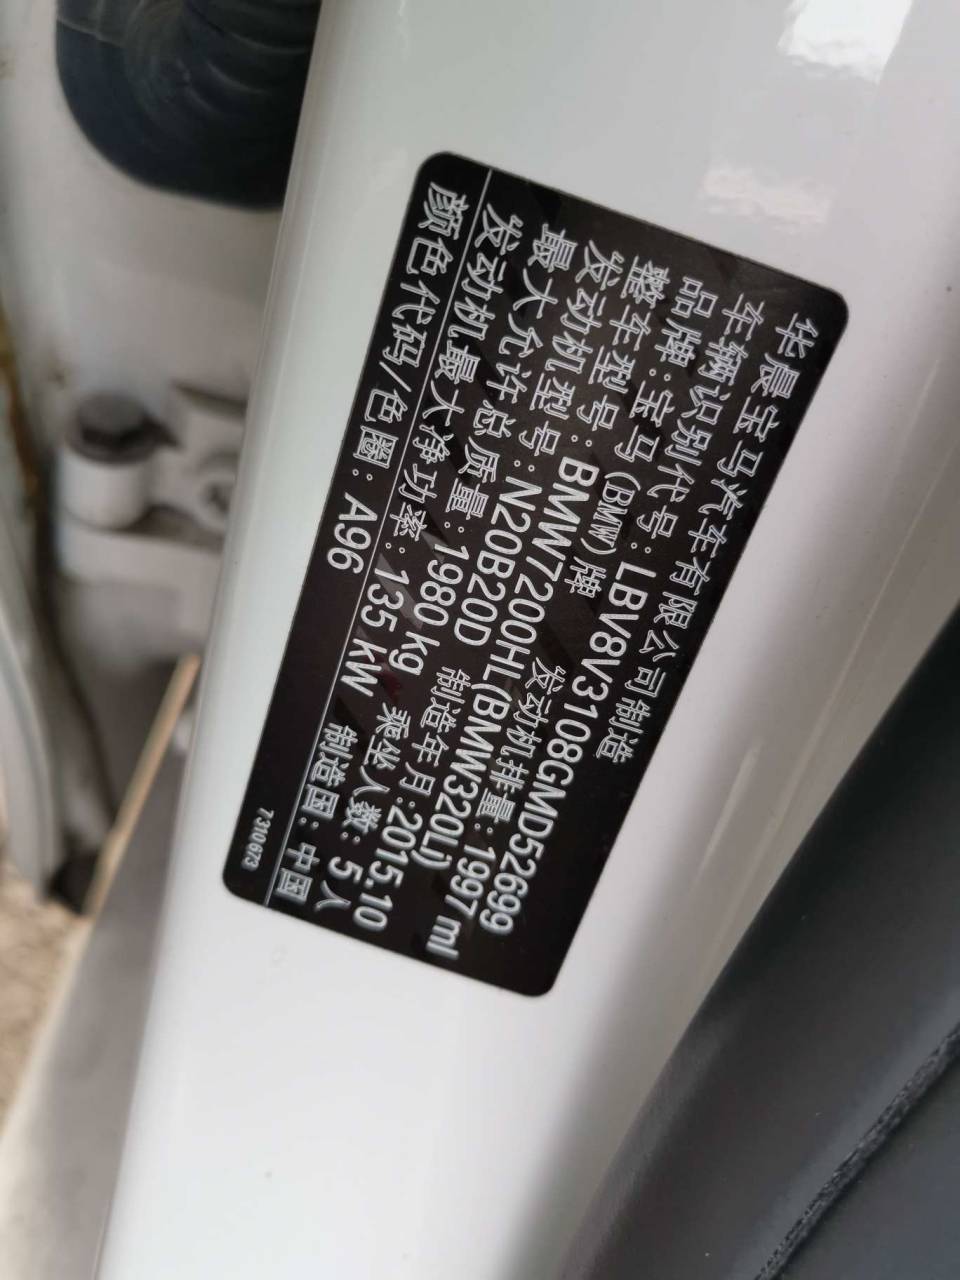 华晨宝马汽车有限公司制造
车辆识别代号：LBV8V3108GMD52699
品牌：宝马（BMW）牌 发动机排量：1997 ml
整车型号：BMW7200HL(BMW320Li)
发动机型号：N20B20D 制造年月：2015.10
最大允许总质量：1980 kg 乘坐人数：5 人
发动机最大净功率：135 kW 制造国：中国
颜色代码/色圈：A96
7310673